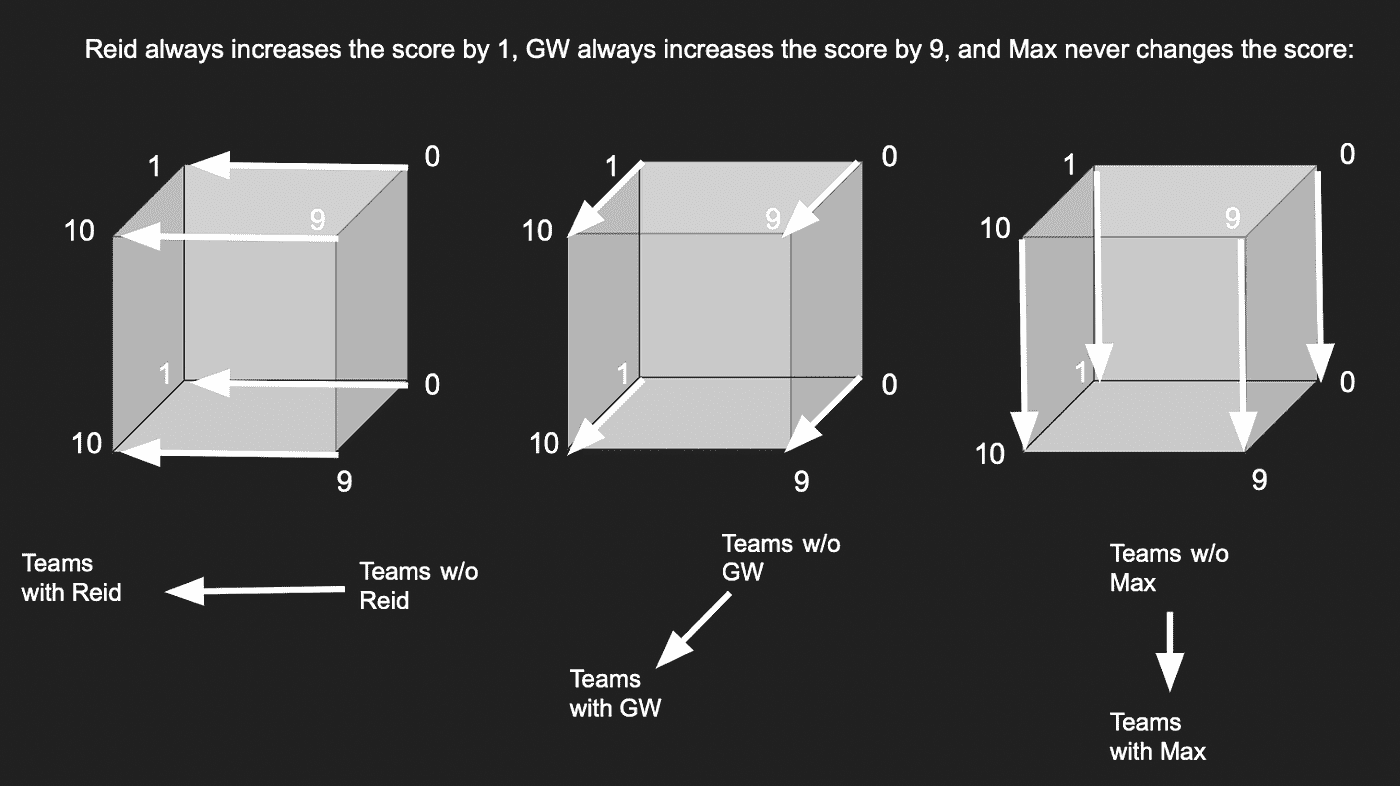 Reid always increases the score by 1, GW always increases the score by 9, and Max never changes the score:
1
0
10
9
1
0
10
9
1
0
10
9
1
0
10
9
1
0
10
9
1
0
10
9
Teams
with Reid
Teams w/o
Reid
Teams w/o
GW
Teams
with GW
Teams w/o
Max
Teams
with Max